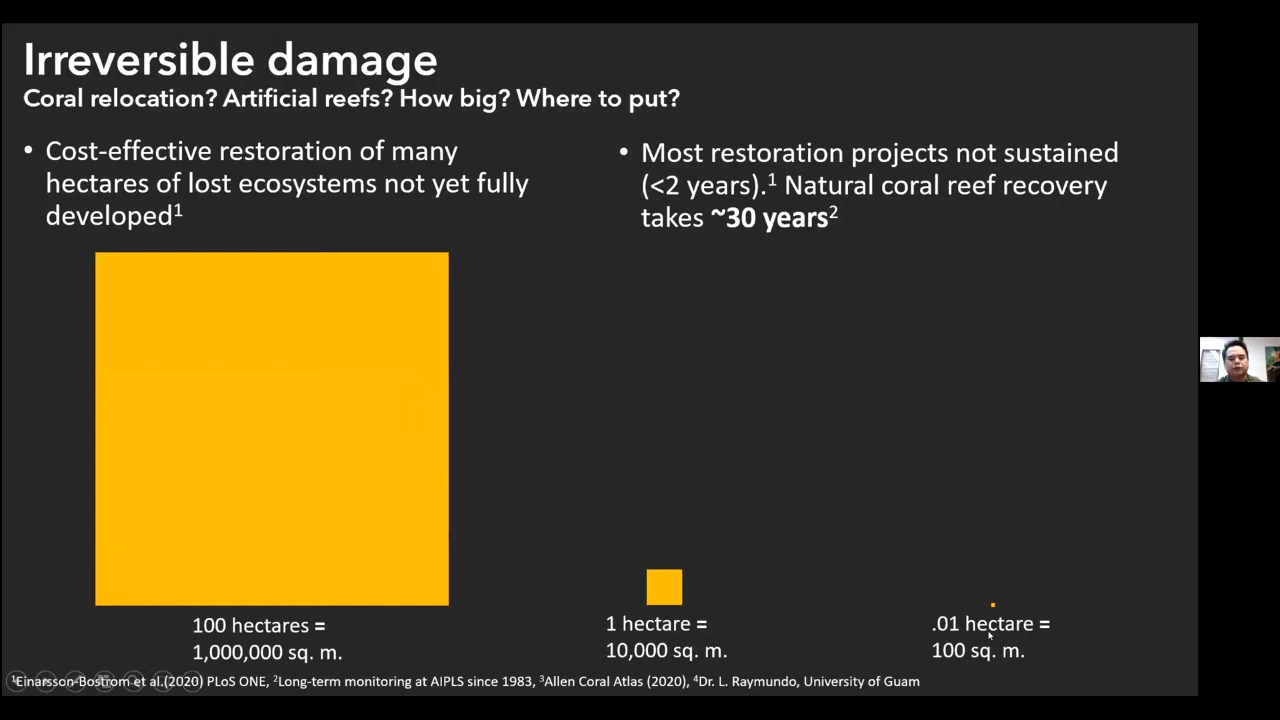 Irreversible damage
Coral relocation? Artificial reefs? How big? Where to put?
• Cost-effective restoration of many
hectares of lost ecosystems not yet fully
developed¹
• Most restoration projects not sustained
(<2 years).¹ Natural coral reef recovery
takes ~30 years²
100 hectares =
1,000,000 sq. m.
1 hectare =
10,000 sq. m.
.01 hectare =
100 sq. m.
¹Einarsson-Bostrom et al.(2020) PLoS ONE, ²Long-term monitoring at AIPLS since 1983, ³Allen Coral Atlas (2020), ⁴Dr. L. Raymundo, University of Guam